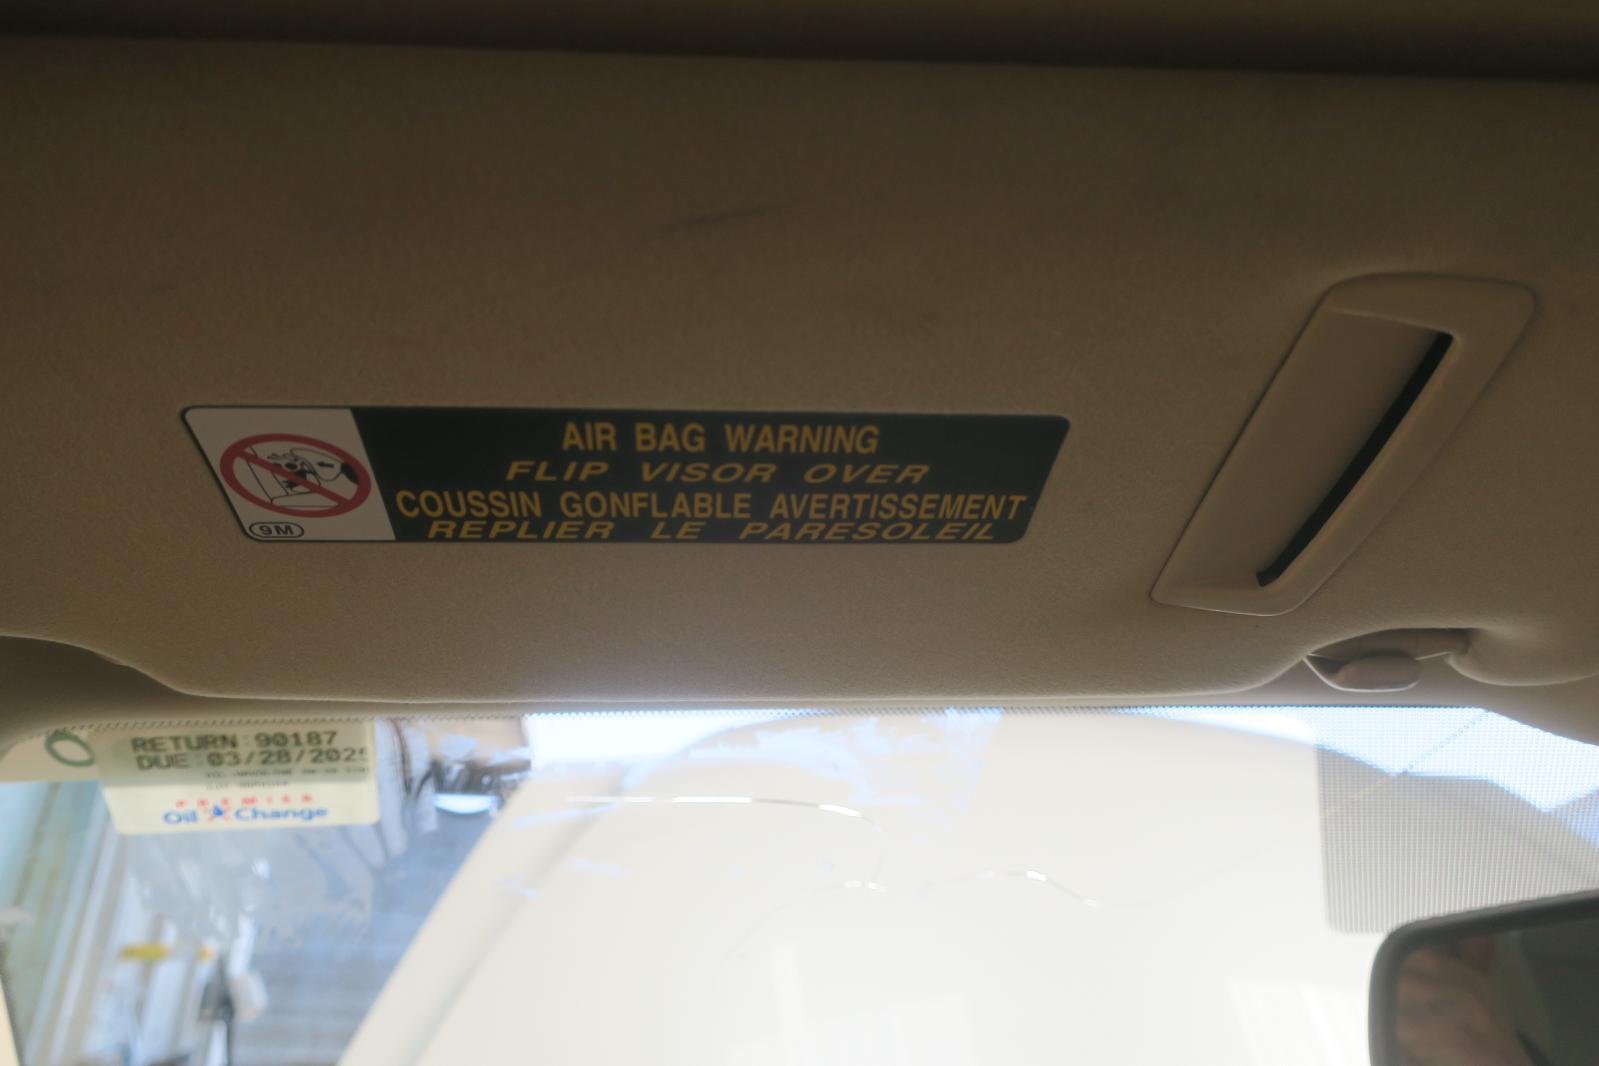 AIR BAG WARNING
FLIP VISOR OVER
COUSSIN GONFLABLE AVERTISSEMENT
REPLIER LE PARESOLEIL
9M
RETURN:90187
DUE:03/28/2025
PREMIER
Oil Change